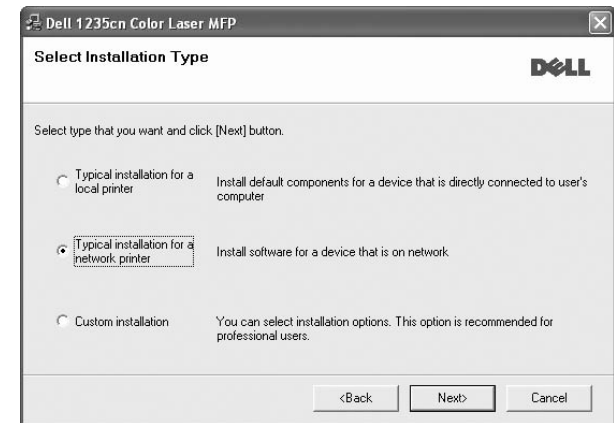 Dell 1235cn Color Laser MFP
Select Installation Type
DELL
Select type that you want and click [Next] button.
Typical installation for a
local printer
Install default components for a device that is directly connected to user's
computer
Typical installation for a
network printer
Install software for a device that is on network
Custom installation
You can select installation options. This option is recommended for
professional users.
<Back
Next>
Cancel